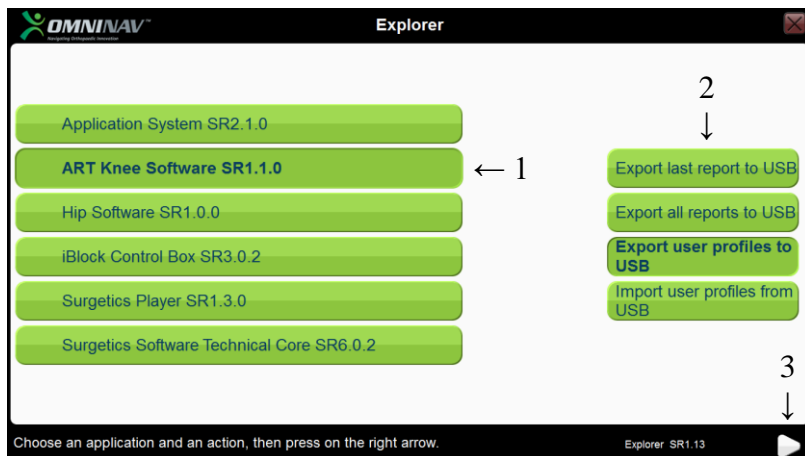 OMNINAV™
Navigating Orthopaedic Innovation
Explorer
2
↓
Application System SR2.1.0
ART Knee Software SR1.1.0
← 1
Export last report to USB
Hip Software SR1.0.0
Export all reports to USB
iBlock Control Box SR3.0.2
Export user profiles to
USB
Surgetics Player SR1.3.0
Import user profiles from
USB
Surgetics Software Technical Core SR6.0.2
3
↓
Choose an application and an action, then press on the right arrow.
Explorer SR1.13